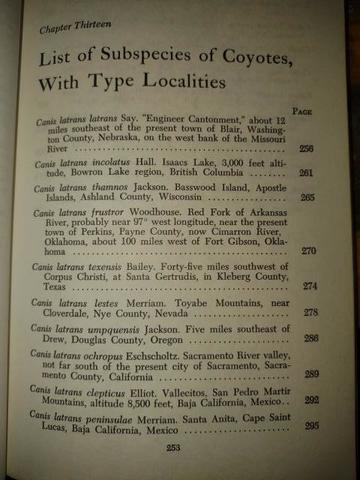 Chapter Thirteen
List of Subspecies of Coyotes,
With Type Localities
PAGE
Canis latrans latrans Say. "Engineer Cantonment," about 12
miles southeast of the present town of Blair, Washing-
ton County, Nebraska, on the west bank of the Missouri
River .......... 256
Canis latrans incolatus Hall. Isaacs Lake, 3,000 feet alti-
tude, Bowron Lake region, British Columbia ....... 261
Canis latrans thamnos Jackson. Basswood Island, Apostle
Islands, Ashland County, Wisconsin .......... 265
Canis latrans frustror Woodhouse. Red Fork of Arkansas
River, probably near 97° west longitude, near the present
town of Perkins, Payne County, now Cimarron River,
Oklahoma, about 100 miles west of Fort Gibson, Okla-
homa .......... 270
Canis latrans texensis Bailey. Forty-five miles southwest of
Corpus Christi, at Santa Gertrudis, in Kleberg County,
Texas .......... 274
Canis latrans lestes Merriam. Toyabe Mountains, near
Cloverdale, Nye County, Nevada .......... 278
Canis latrans umpquensis Jackson. Five miles southeast of
Drew, Douglas County, Oregon .......... 286
Canis latrans ochropus Eschscholtz. Sacramento River valley,
not far south of the present city of Sacramento, Sacra-
mento County, California .......... 289
Canis latrans clepticus Elliot. Vallecitos, San Pedro Martir
Mountains, altitude 8,500 feet, Baja California, Mexico.. 292
Canis latrans peninsulae Merriam. Santa Anita, Cape Saint
Lucas, Baja California, Mexico .......... 295
253